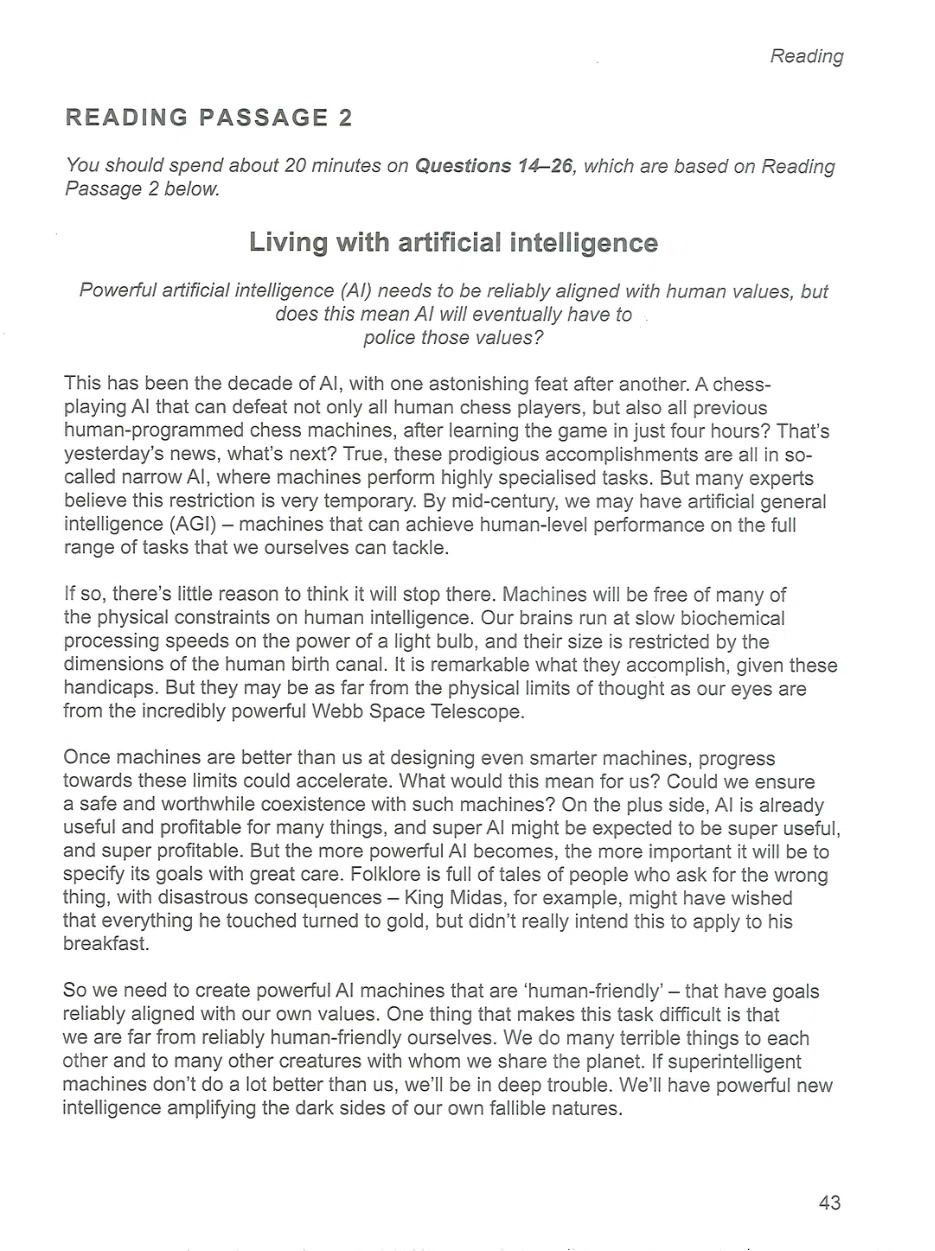 Reading
READING PASSAGE 2
You should spend about 20 minutes on Questions 14–26, which are based on Reading
Passage 2 below.
Living with artificial intelligence
Powerful artificial intelligence (AI) needs to be reliably aligned with human values, but
does this mean AI will eventually have to
police those values?
This has been the decade of AI, with one astonishing feat after another. A chess-
playing AI that can defeat not only all human chess players, but also all previous
human-programmed chess machines, after learning the game in just four hours? That's
yesterday's news, what's next? True, these prodigious accomplishments are all in so-
called narrow AI, where machines perform highly specialised tasks. But many experts
believe this restriction is very temporary. By mid-century, we may have artificial general
intelligence (AGI) – machines that can achieve human-level performance on the full
range of tasks that we ourselves can tackle.
If so, there's little reason to think it will stop there. Machines will be free of many of
the physical constraints on human intelligence. Our brains run at slow biochemical
processing speeds on the power of a light bulb, and their size is restricted by the
dimensions of the human birth canal. It is remarkable what they accomplish, given these
handicaps. But they may be as far from the physical limits of thought as our eyes are
from the incredibly powerful Webb Space Telescope.
Once machines are better than us at designing even smarter machines, progress
towards these limits could accelerate. What would this mean for us? Could we ensure
a safe and worthwhile coexistence with such machines? On the plus side, AI is already
useful and profitable for many things, and super AI might be expected to be super useful,
and super profitable. But the more powerful AI becomes, the more important it will be to
specify its goals with great care. Folklore is full of tales of people who ask for the wrong
thing, with disastrous consequences – King Midas, for example, might have wished
that everything he touched turned to gold, but didn't really intend this to apply to his
breakfast.
So we need to create powerful AI machines that are 'human-friendly' – that have goals
reliably aligned with our own values. One thing that makes this task difficult is that
we are far from reliably human-friendly ourselves. We do many terrible things to each
other and to many other creatures with whom we share the planet. If superintelligent
machines don't do a lot better than us, we'll be in deep trouble. We'll have powerful new
intelligence amplifying the dark sides of our own fallible natures.
43